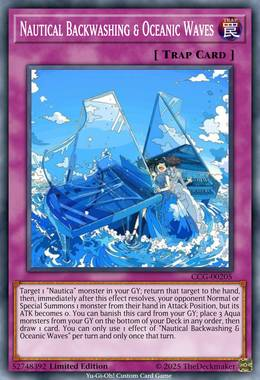 NAUTICAL BACKWASHING & OCEANIC WAVES
TRAP
罠
[ TRAP CARD ]
CCG-00205
Target 1 "Nautica" monster in your GY; return that target to the hand,
then, immediately after this effect resolves, your opponent Normal or
Special Summons 1 monster from their hand in Attack Position, but its
ATK becomes 0. You can banish this card from your GY; place 3 Aqua
monsters from your GY on the bottom of your Deck in any order, then
draw 1 card. You can only use 1 effect of "Nautical Backwashing &
Oceanic Waves" per turn and only once that turn.
52748392 Limited Edition
© 2025 TheDeckmaker
Yu-Gi-Oh! Custom Card Game